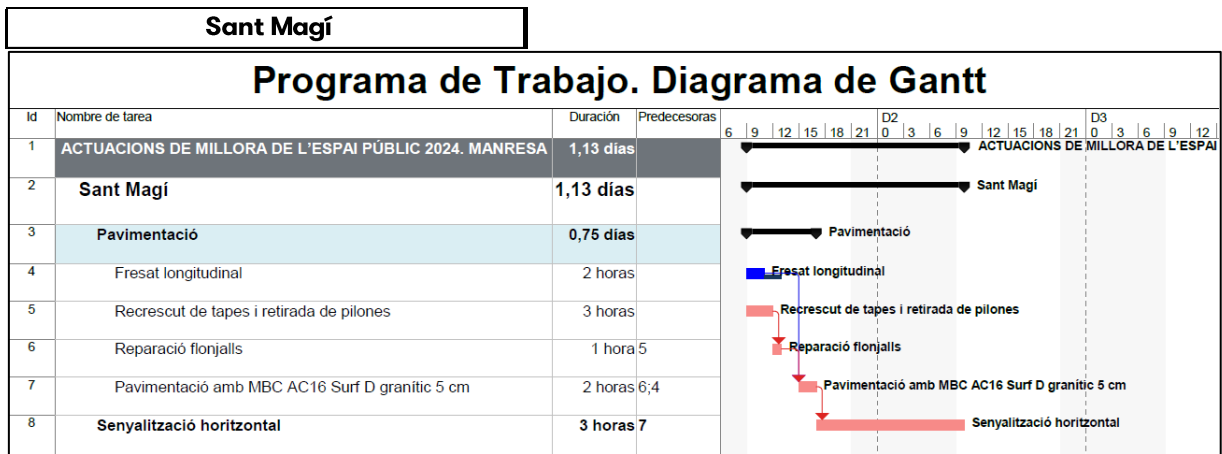 Sant Magí
Programa de Trabajo. Diagrama de Gantt
Id Nombre de tarea Duración Predecesoras D2 D3
6 9 12 15 18 21 0 3 6 9 12 15 18 21 0 3 6 9 12
1 ACTUACIONS DE MILLORA DE L'ESPAI PÚBLIC 2024. MANRESA 1,13 días ACTUACIONS DE MILLORA DE L'ESPAI
2 Sant Magí 1,13 días Sant Magí
3 Pavimentació 0,75 días Pavimentació
4 Fresat longitudinal 2 horas Fresat longitudinal
5 Recrescut de tapes i retirada de pilones 3 horas Recrescut de tapes i retirada de pilones
6 Reparació flonjalls 1 hora 5 Reparació flonjalls
7 Pavimentació amb MBC AC16 Surf D granític 5 cm 2 horas 6;4 Pavimentació amb MBC AC16 Surf D granític 5 cm
8 Senyalització horitzontal 3 horas 7 Senyalització horitzontal